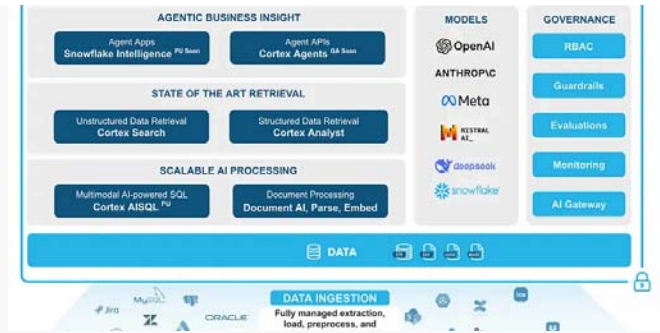 AGENTIC BUSINESS INSIGHT
Agent Apps
Snowflake Intelligence PU Soon
Agent APIs
Cortex Agents GA Soon
STATE OF THE ART RETRIEVAL
Unstructured Data Retrieval
Cortex Search
Structured Data Retrieval
Cortex Analyst
SCALABLE AI PROCESSING
Multimodal AI-powered SQL
Cortex AISQL PU
Document Processing
Document AI, Parse, Embed
MODELS
OpenAI
ANTHROP\C
Meta
MISTRAL
AI_
deepseek
snowflake
GOVERNANCE
RBAC
Guardrails
Evaluations
Monitoring
AI Gateway
DATA
DATA INGESTION
Fully managed extraction,
load, preprocess, and
MySQL
Jira
ORACLE